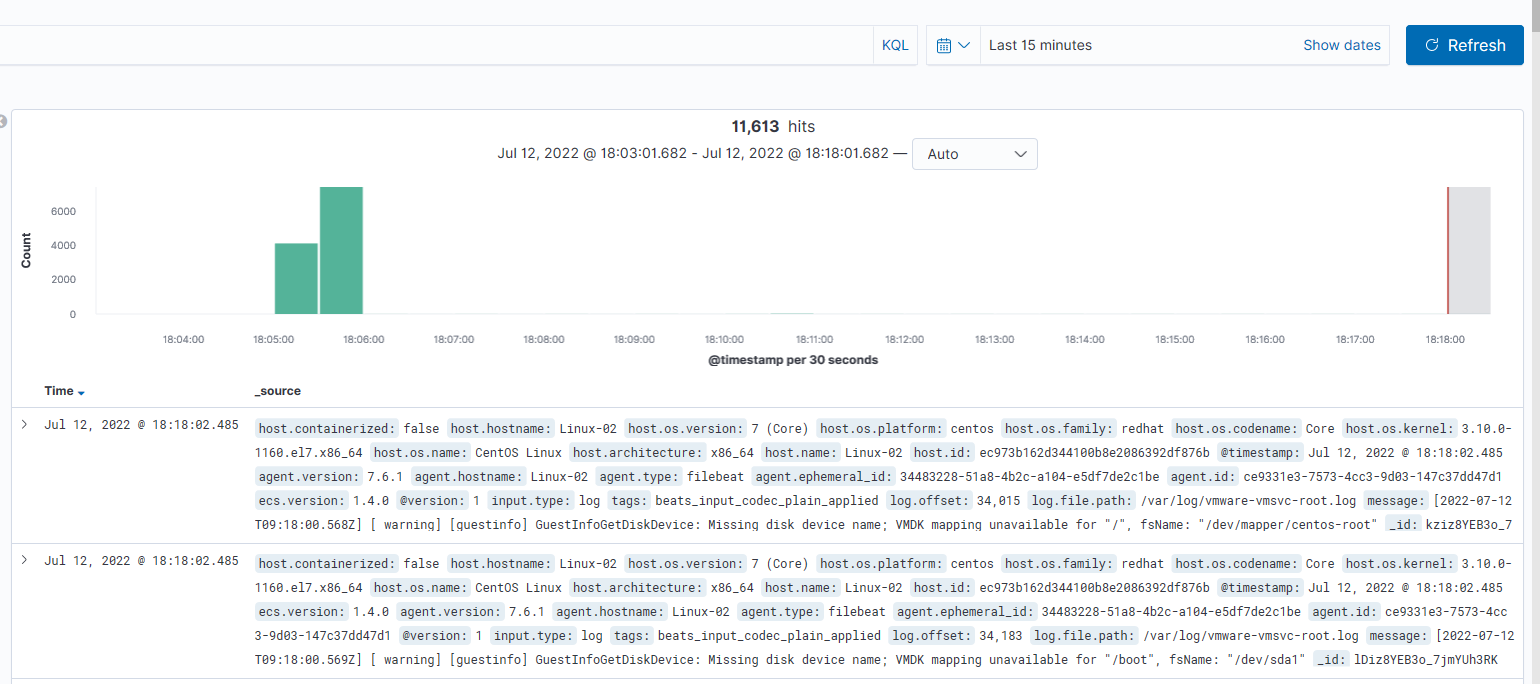 KQL Last 15 minutes Show dates Refresh
11,613 hits
Jul 12, 2022 @ 18:03:01.682 - Jul 12, 2022 @ 18:18:01.682 — Auto
Count
6000
4000
2000
0
18:04:00 18:05:00 18:06:00 18:07:00 18:08:00 18:09:00 18:10:00 18:11:00 18:12:00 18:13:00 18:14:00 18:15:00 18:16:00 18:17:00 18:18:00
@timestamp per 30 seconds
Time _source
Jul 12, 2022 @ 18:18:02.485 host.containerized: false host.hostname: Linux-02 host.os.version: 7 (Core) host.os.platform: centos host.os.family: redhat host.os.codename: Core host.os.kernel: 3.10.0-
1160.el7.x86_64 host.os.name: CentOS Linux host.architecture: x86_64 host.name: Linux-02 host.id: ec973b162d344100b8e2086392df876b @timestamp: Jul 12, 2022 @ 18:18:02.485
agent.version: 7.6.1 agent.hostname: Linux-02 agent.type: filebeat agent.ephemeral_id: 34483228-51a8-4b2c-a104-e5df7de2c1be agent.id: ce9331e3-7573-4cc3-9d03-147c37dd47d1
ecs.version: 1.4.0 @version: 1 input.type: log tags: beats_input_codec_plain_applied log.offset: 34,015 log.file.path: /var/log/vmware-vmsvc-root.log message: [2022-07-12
T09:18:00.568Z] [ warning] [guestinfo] GuestInfoGetDiskDevice: Missing disk device name; VMDK mapping unavailable for "/", fsName: "/dev/mapper/centos-root" _id: kziz8YEB3o_7
Jul 12, 2022 @ 18:18:02.485 host.containerized: false host.hostname: Linux-02 host.os.version: 7 (Core) host.os.platform: centos host.os.family: redhat host.os.codename: Core host.os.kernel: 3.10.0-
1160.el7.x86_64 host.os.name: CentOS Linux host.architecture: x86_64 host.name: Linux-02 host.id: ec973b162d344100b8e2086392df876b @timestamp: Jul 12, 2022 @ 18:18:02.485
ecs.version: 1.4.0 agent.version: 7.6.1 agent.hostname: Linux-02 agent.type: filebeat agent.ephemeral_id: 34483228-51a8-4b2c-a104-e5df7de2c1be agent.id: ce9331e3-7573-4cc
3-9d03-147c37dd47d1 @version: 1 input.type: log tags: beats_input_codec_plain_applied log.offset: 34,183 log.file.path: /var/log/vmware-vmsvc-root.log message: [2022-07-12
T09:18:00.569Z] [ warning] [guestinfo] GuestInfoGetDiskDevice: Missing disk device name; VMDK mapping unavailable for "/boot", fsName: "/dev/sda1" _id: lDiz8YEB3o_7jmYUh3RK